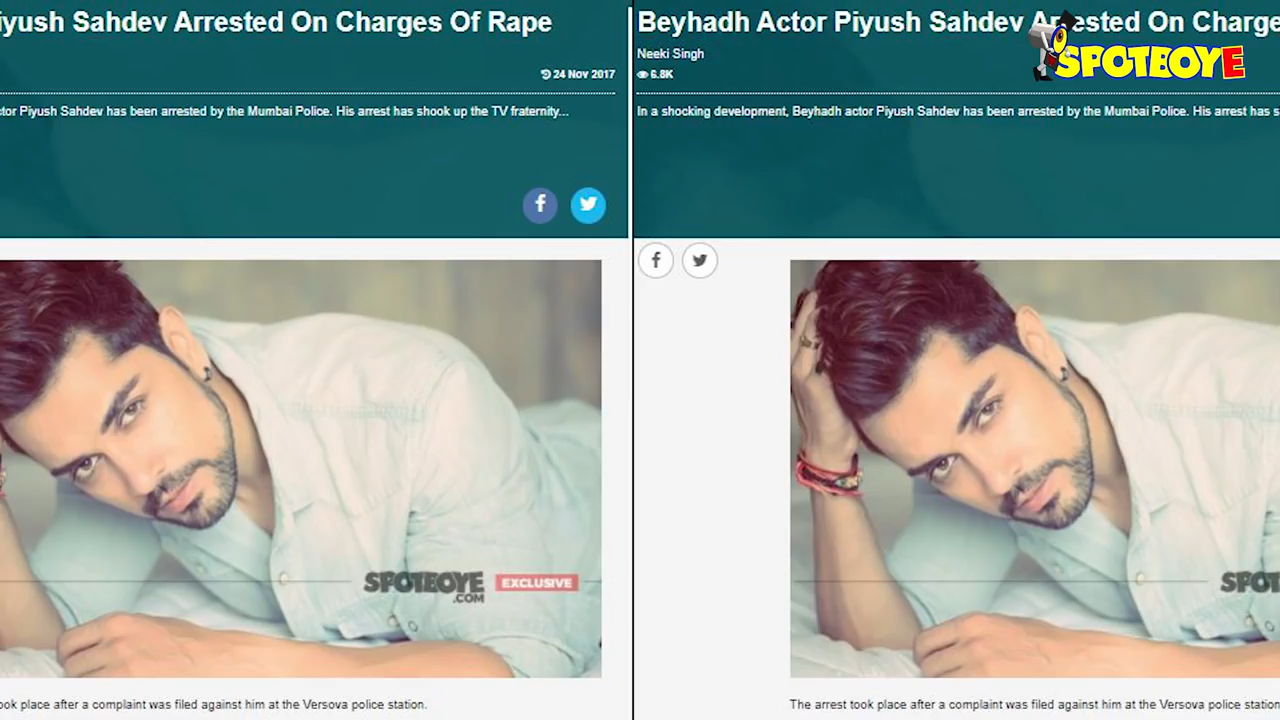 iyush Sahdev Arrested On Charges Of Rape
24 Nov 2017
ctor Piyush Sahdev has been arrested by the Mumbai Police. His arrest has shook up the TV fraternity...
SPOTBOYE
.COM
EXCLUSIVE
ook place after a complaint was filed against him at the Versova police station.
Beyhadh Actor Piyush Sahdev Arrested On Charge
SPOTBOYE
Neeki Singh
6.8K
In a shocking development, Beyhadh actor Piyush Sahdev has been arrested by the Mumbai Police. His arrest has s
SPOT
The arrest took place after a complaint was filed against him at the Versova police station